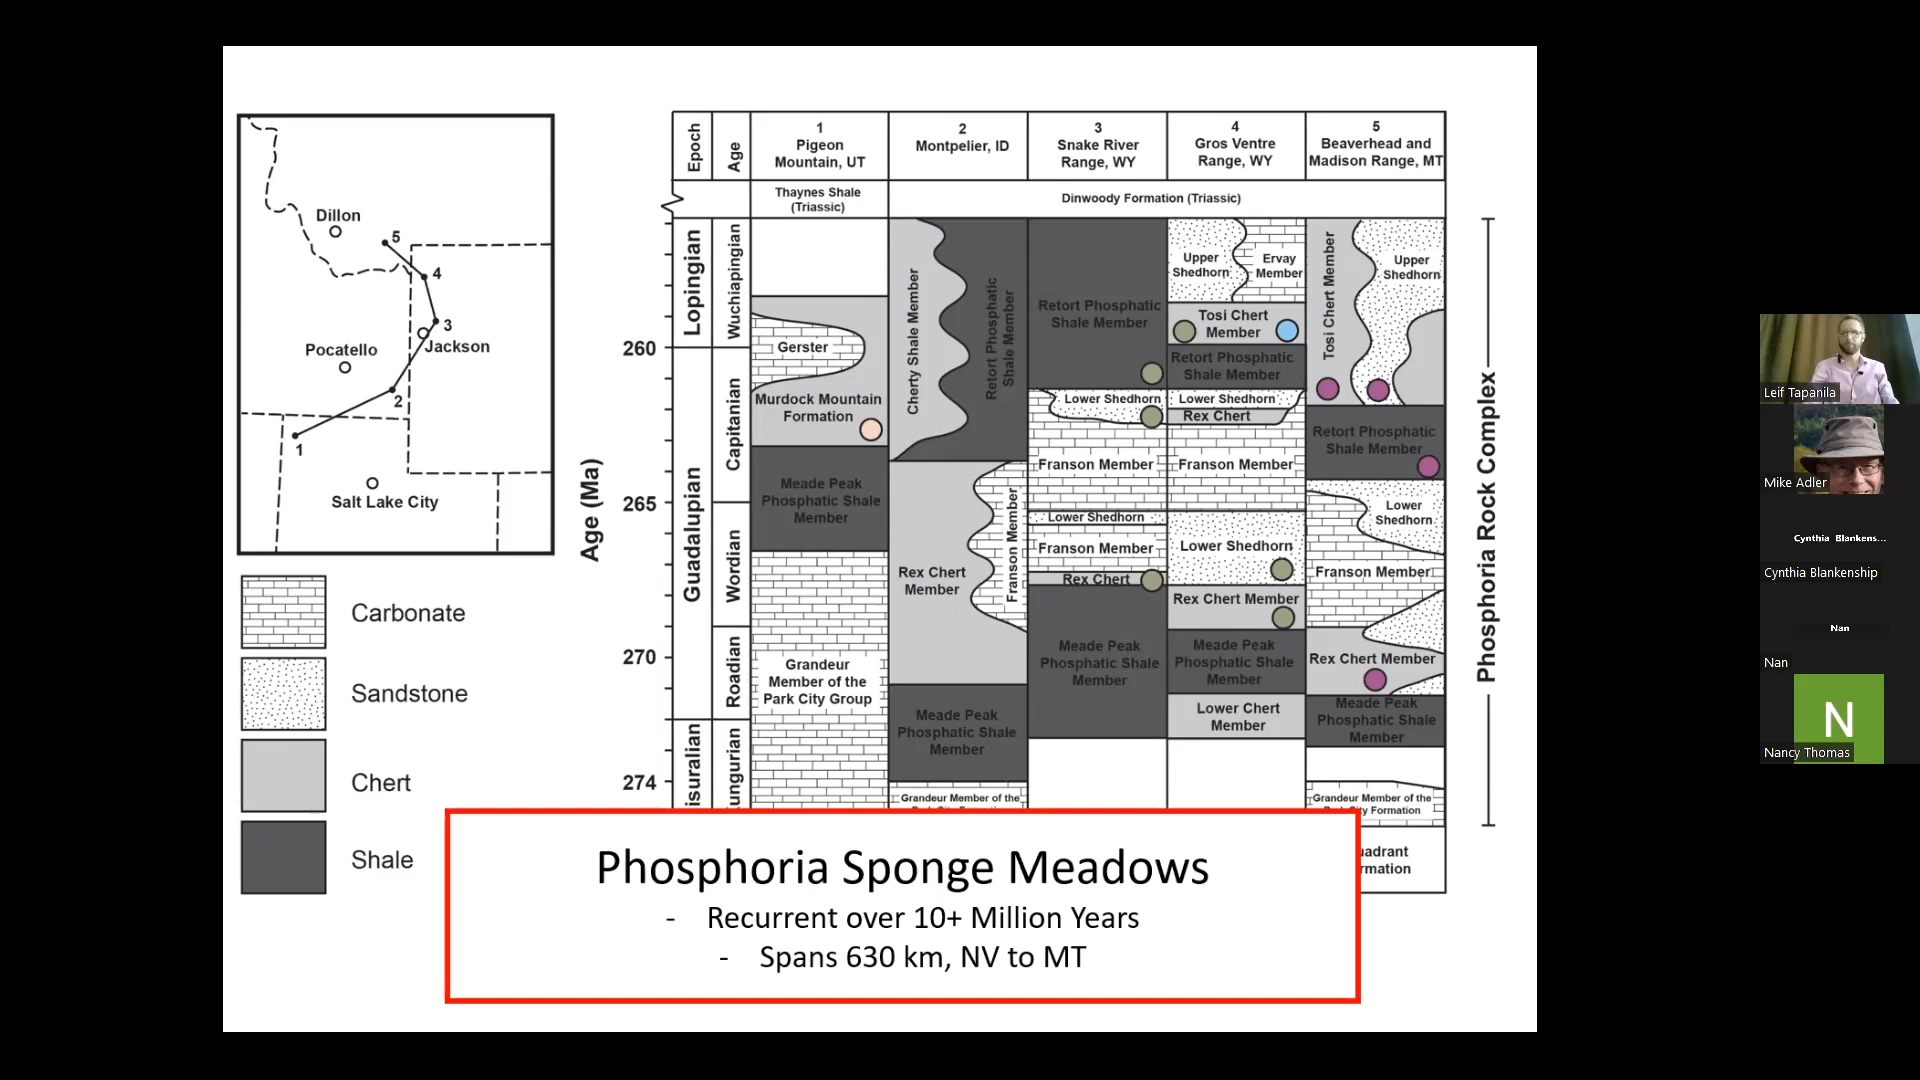 Dillon
5
4
3
Jackson
Pocatello
2
1
Salt Lake City
Carbonate
Sandstone
Chert
Shale
Age (Ma)
260
265
270
274
Epoch
Age
1
Pigeon
Mountain, UT
2
Montpelier, ID
3
Snake River
Range, WY
4
Gros Ventre
Range, WY
5
Beaverhead and
Madison Range, MT
Thaynes Shale
(Triassic)
Dinwoody Formation (Triassic)
Lopingian
Guadalupian
isuralian
Wuchiapingian
Capitanian
Wordian
Roadian
ungurian
Gerster
Murdock Mountain
Formation
Meade Peak
Phosphatic Shale
Member
Grandeur
Member of the
Park City Group
Cherty Shale Member
Retort Phosphatic
Shale Member
Rex Chert
Member
Franson Member
Meade Peak
Phosphatic Shale
Member
Grandeur Member of the
Retort Phosphatic
Shale Member
Lower Shedhorn
Franson Member
Lower Shedhorn
Franson Member
Rex Chert
Meade Peak
Phosphatic Shale
Member
Upper
Shedhorn
Ervay
Member
Tosi Chert
Member
Retort Phosphatic
Shale Member
Lower Shedhorn
Rex Chert
Franson Member
Lower Shedhorn
Rex Chert Member
Meade Peak
Phosphatic Shale
Member
Lower Chert
Member
Tosi Chert Member
Upper
Shedhorn
Retort Phosphatic
Shale Member
Lower
Shedhorn
Franson Member
Rex Chert Member
Meade Peak
Phosphatic Shale
Member
Grandeur Member of the
y Formation
uadrant
rmation
Phosphoria Rock Complex
Phosphoria Sponge Meadows
- Recurrent over 10+ Million Years
- Spans 630 km, NV to MT
Leif Tapanila
Mike Adler
Cynthia Blankens...
Cynthia Blankenship
Nan
Nan
N
Nancy Thomas